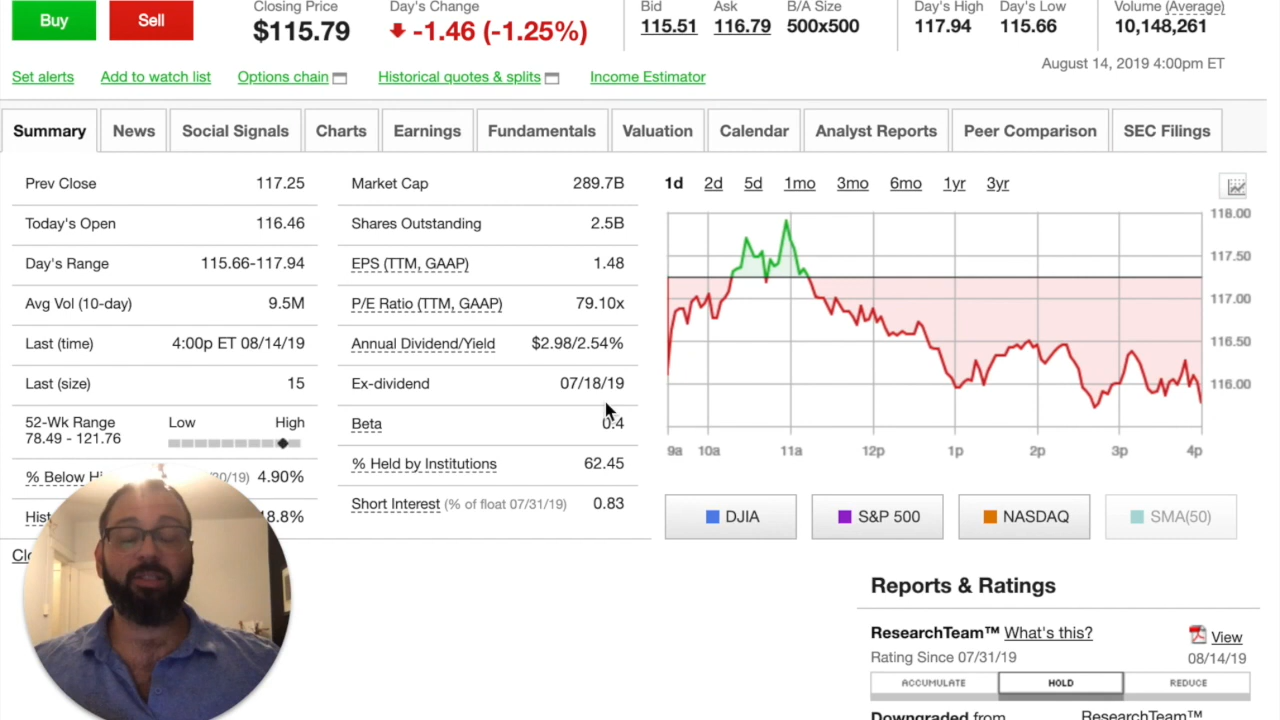 Buy
Sell
Closing Price
$115.79
Day's Change
-1.46 (-1.25%)
Bid
115.51
Ask
116.79
B/A Size
500x500
Day's High
117.94
Day's Low
115.66
Volume (Average)
10,148,261
August 14, 2019 4:00pm ET
Set alerts
Add to watch list
Options chain
Historical quotes & splits
Income Estimator
Summary
News
Social Signals
Charts
Earnings
Fundamentals
Valuation
Calendar
Analyst Reports
Peer Comparison
SEC Filings
Prev Close 117.25
Today's Open 116.46
Day's Range 115.66-117.94
Avg Vol (10-day) 9.5M
Last (time) 4:00p ET 08/14/19
Last (size) 15
52-Wk Range Low High
78.49 - 121.76
% Below 4.90%
8.8%
Market Cap 289.7B
Shares Outstanding 2.5B
EPS (TTM, GAAP) 1.48
P/E Ratio (TTM, GAAP) 79.10x
Annual Dividend/Yield $2.98/2.54%
Ex-dividend 07/18/19
Beta 0.4
% Held by Institutions 62.45
Short Interest (% of float 07/31/19) 0.83
1d 2d 5d 1mo 3mo 6mo 1yr 3yr
118.00
117.50
117.00
116.50
116.00
9a 10a 11a 12p 1p 2p 3p 4p
DJIA
S&P 500
NASDAQ
SMA(50)
Reports & Ratings
ResearchTeam™ What's this? View
Rating Since 07/31/19 08/14/19
ACCUMULATE HOLD REDUCE
Downgraded from ResearchTeam™